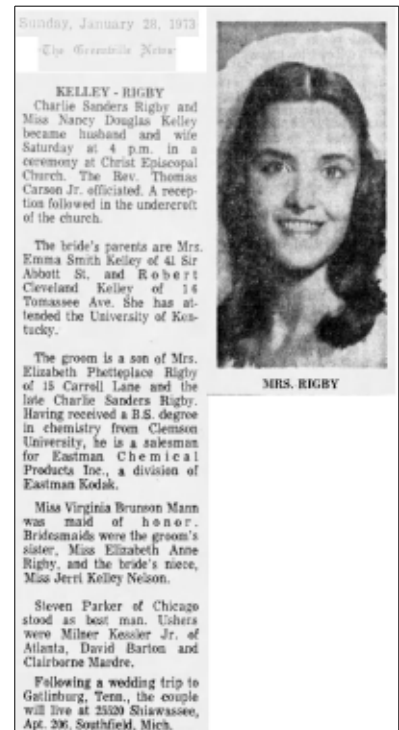 Sunday, January 28, 1973
The Greenville News
KELLEY - RIGBY
Charlie Sanders Rigby and
Miss Nancy Douglas Kelley
became husband and wife
Saturday at 4 p.m. in a
ceremony at Christ Episcopal
Church. The Rev. Thomas
Carson Jr. officiated. A recep-
tion followed in the undercroft
of the church.
The bride's parents are Mrs.
Emma Smith Kelley of 41 Sir
Abbott St. and Robert
Cleveland Kelley of 16
Tomassee Ave. She has at-
tended the University of Ken-
tucky.
The groom is a son of Mrs.
Elizabeth Phetteplace Rigby
of 15 Carroll Lane and the
late Charlie Sanders Rigby.
Having received a B.S. degree
in chemistry from Clemson
University, he is a salesman
for Eastman Chemical
Products Inc., a division of
Eastman Kodak.
Miss Virginia Brunson Mann
was maid of honor.
Bridesmaids were the groom's
sister, Miss Elizabeth Anne
Rigby, and the bride's niece,
Miss Jerri Kelley Nelson.
Steven Parker of Chicago
stood as best man. Ushers
were Milner Kessler Jr. of
Atlanta, David Barton and
Clairborne Mardre.
Following a wedding trip to
Gatlinburg, Tenn., the couple
will live at 25520 Shiawassee,
Apt. 206, Southfield, Mich.
MRS. RIGBY